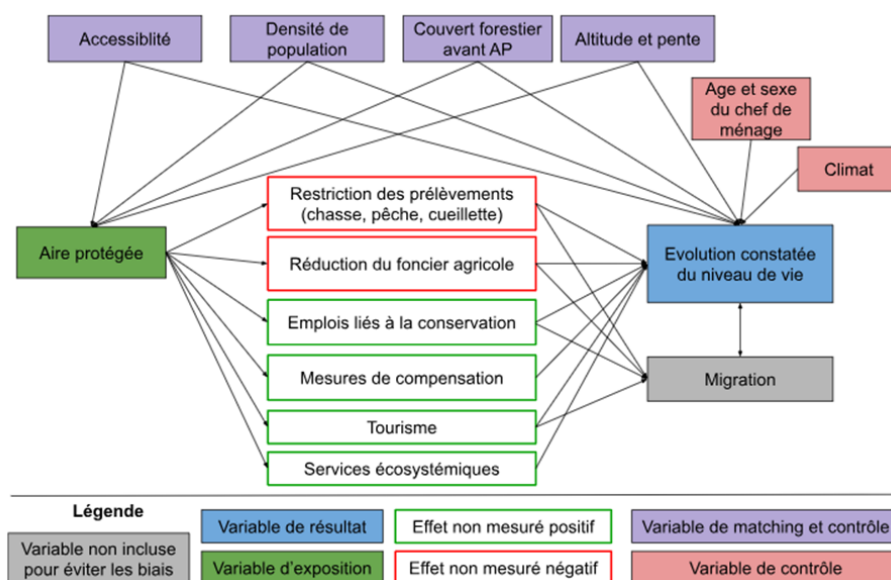 Accessiblité
Densité de
population
Couvert forestier
avant AP
Altitude et pente
Age et sexe
du chef de
ménage
Climat
Aire protégée
Restriction des prélèvements
(chasse, pêche, cueillette)
Réduction du foncier agricole
Emplois liés à la conservation
Mesures de compensation
Tourisme
Services écosystémiques
Evolution constatée
du niveau de vie
Migration
Légende
Variable non incluse
pour éviter les biais
Variable de résultat
Variable d'exposition
Effet non mesuré positif
Effet non mesuré négatif
Variable de matching et contrôle
Variable de contrôle